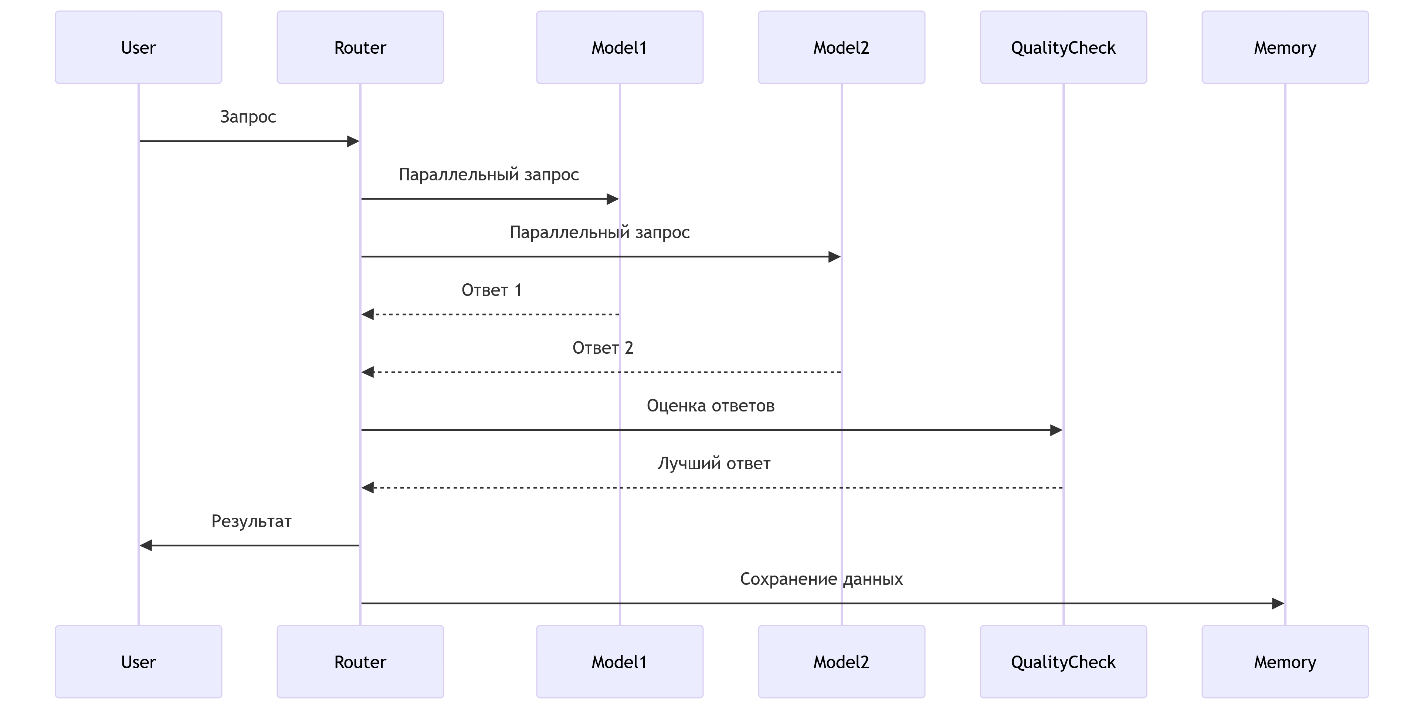 User
Router
Model1
Model2
QualityCheck
Memory
Запрос
Параллельный запрос
Параллельный запрос
Ответ 1
Ответ 2
Оценка ответов
Лучший ответ
Результат
Сохранение данных
User
Router
Model1
Model2
QualityCheck
Memory